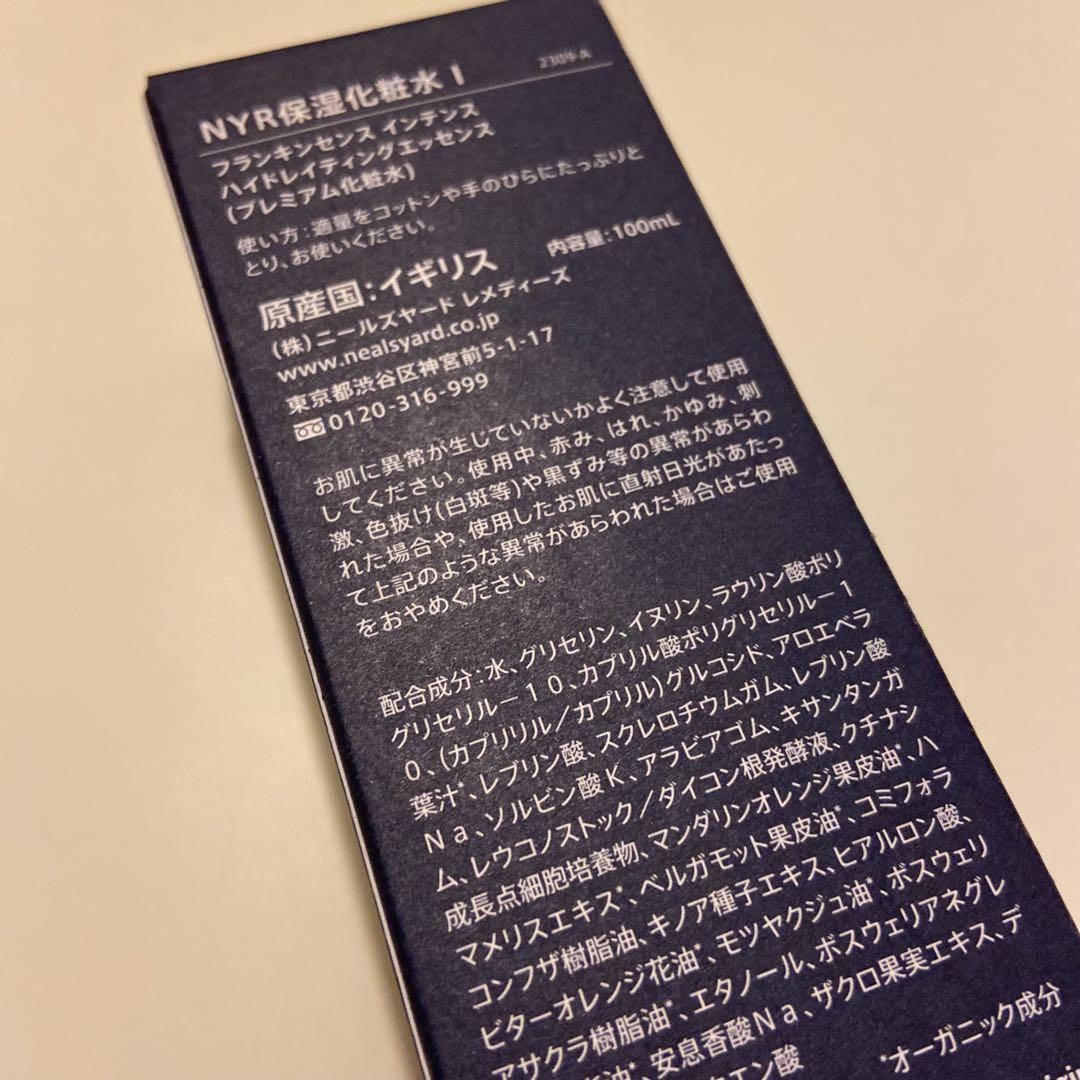 NYR保湿化粧水 I
2309-A
フランキンセンス インテンス
ハイドレイティングエッセンス
(プレミアム化粧水)
使い方:適量をコットンや手のひらにたっぷりと
とり、お使いください。
原産国:イギリス
内容量:100mL
(株)ニールズヤード レメディーズ
www.nealsyard.co.jp
東京都渋谷区神宮前5-1-17
0120-316-999
お肌に異常が生じていないかよく注意して使用
してください。使用中、赤み、はれ、かゆみ、刺
激、色抜け(白斑等)や黒ずみ等の異常があらわ
れた場合や、使用したお肌に直射日光があたっ
て上記のような異常があらわれた場合はご使用
をおやめください。
配合成分:水、グリセリン、イヌリン、ラウリン酸ポリ
グリセリル-10、カプリル酸ポリグリセリル-1
0、(カプリリル/カプリル)グルコシド、アロエベラ
葉汁*、レブリン酸、スクレロチウムガム、レブリン酸
Na、ソルビン酸K、アラビアゴム、キサンタンガ
ム、レウコノストック/ダイコン根発酵液、クチナシ
成長点細胞培養物、マンダリンオレンジ果皮油*、ハ
マメリスエキス*、ベルガモット果皮油*、コミフォラ
コンフザ樹脂油、キノア種子エキス、ヒアルロン酸、
ビターオレンジ花油*、モツヤクジュ油*、ボスウェリ
アサクラ樹脂油*、エタノール、ボスウェリアネグレ
、安息香酸Na、ザクロ果実エキス、デ
エン酸
*オーガニック成分